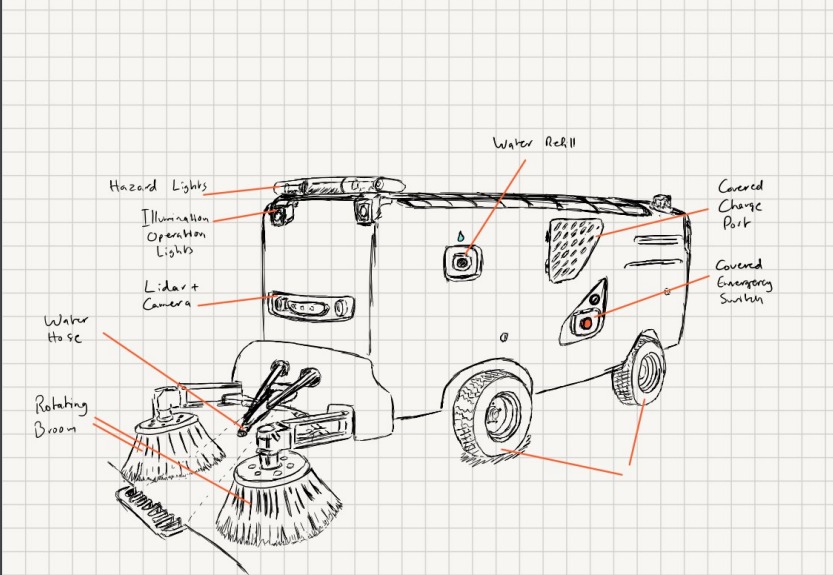 Water Refill
Hazard Lights
Illumination
Operation
Lights
Lidar +
Camera
Water
Hose
Rotating
Broom
Covered
Charge
Port
Covered
Emergency
Switch